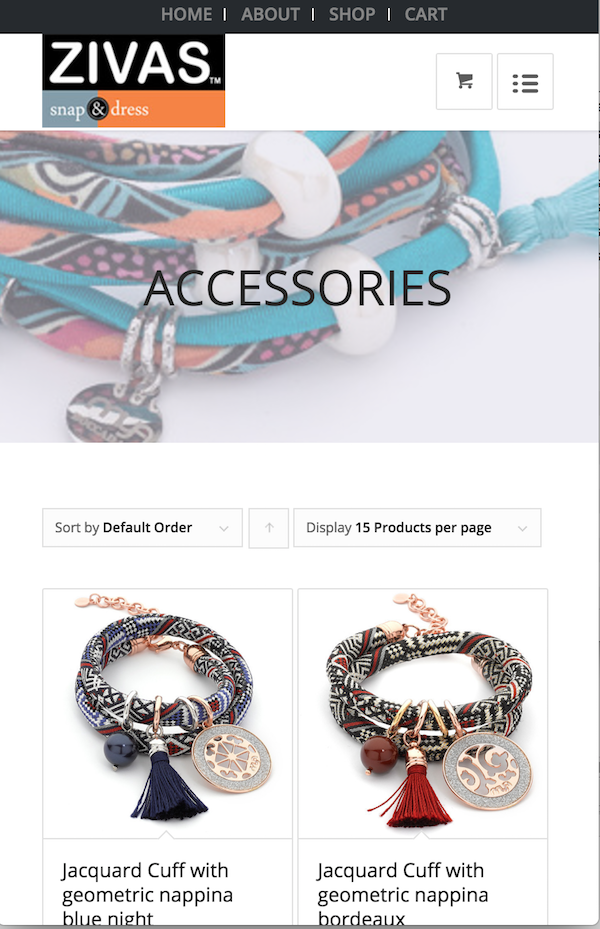 HOME | ABOUT | SHOP | CART
ZIVAS™
snap & dress
ACCESSORIES
Sort by Default Order
Display 15 Products per page
Jacquard Cuff with
geometric nappina
blue night
Jacquard Cuff with
geometric nappina
bordeaux